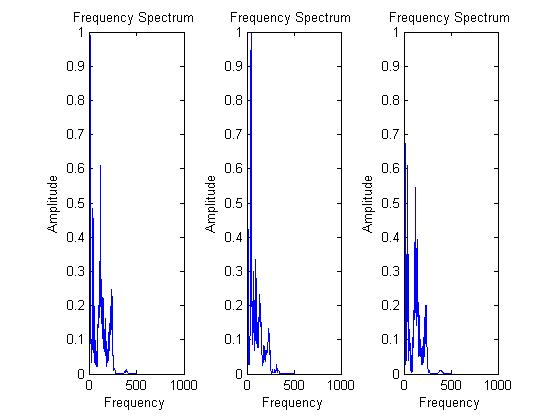 Frequency Spectrum Frequency Spectrum Frequency Spectrum
1 1 1
0.9 0.9 0.9
0.8 0.8 0.8
0.7 0.7 0.7
0.6 0.6 0.6
0.5 0.5 0.5
0.4 0.4 0.4
0.3 0.3 0.3
0.2 0.2 0.2
0.1 0.1 0.1
0 0 0
Amplitude Amplitude Amplitude
0 500 1000 0 500 1000 0 500 1000
Frequency Frequency Frequency